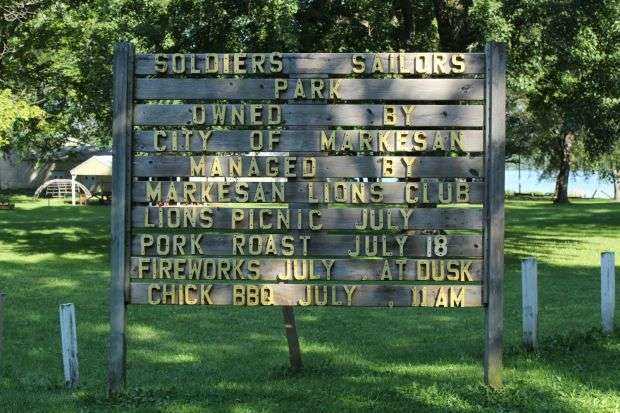 SOLDIERS SAILORS
PARK
OWNED BY
CITY OF MARKESAN
MANAGED BY
MARKESAN LIONS CLUB
LIONS PICNIC JULY
PORK ROAST JULY 18
FIREWORKS JULY AT DUSK
CHICK BBQ JULY , 11AM